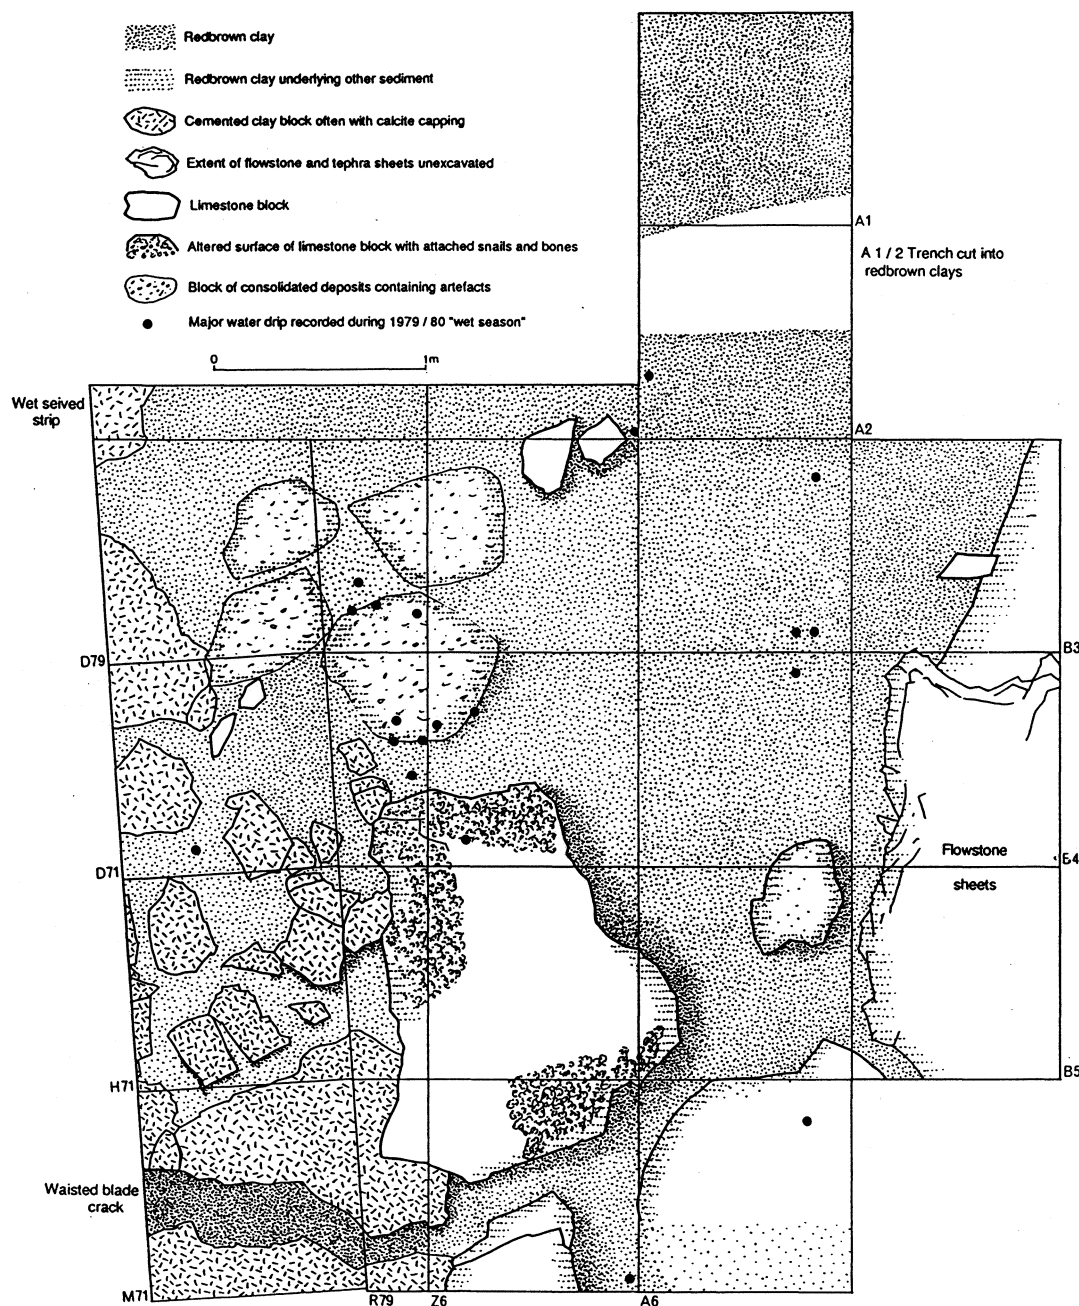 Redbrown clay
Redbrown clay underlying other sediment
Cemented clay block often with calcite capping
Extent of flowstone and tephra sheets unexcavated
Limestone block
Altered surface of limestone block with attached snails and bones
Block of consolidated deposits containing artefacts
Major water drip recorded during 1979 / 80 "wet season"
0 1m
A1
A 1 / 2 Trench cut into
redbrown clays
Wet seived
strip
A2
D79
B3
D71
B4
Flowstone
sheets
H71
B5
Waisted blade
crack
M71
R79
Z6
A6